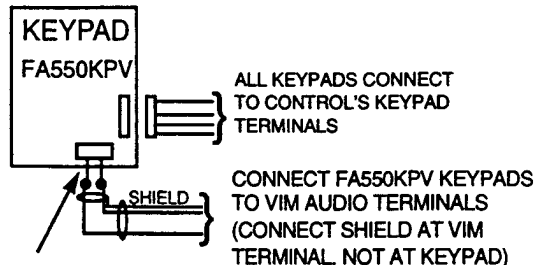 KEYPAD
FA550KPV
ALL KEYPADS CONNECT
TO CONTROL'S KEYPAD
TERMINALS
SHIELD
CONNECT FA550KPV KEYPADS
TO VIM AUDIO TERMINALS
(CONNECT SHIELD AT VIM
TERMINAL, NOT AT KEYPAD)